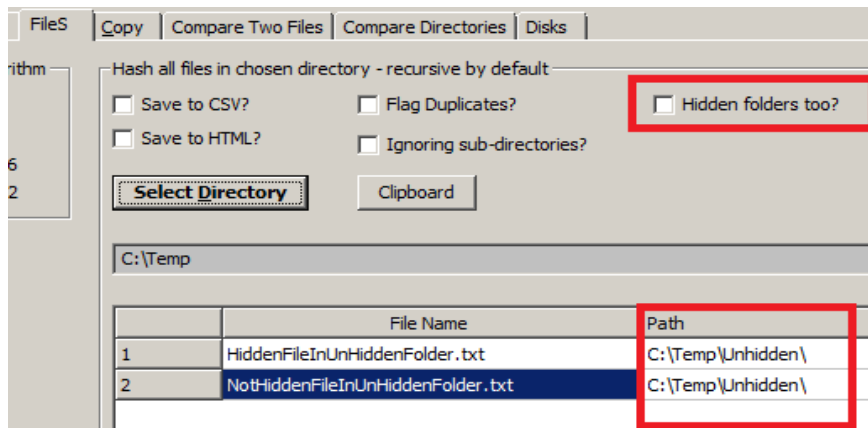 FileS Copy Compare Two Files Compare Directories Disks
rithm
Hash all files in chosen directory - recursive by default
Save to CSV? Flag Duplicates? Hidden folders too?
Save to HTML? Ignoring sub-directories?
6
2
Select Directory Clipboard
C:\Temp
File Name Path
1 HiddenFileInUnHiddenFolder.txt C:\Temp\Unhidden\
2 NotHiddenFileInUnHiddenFolder.txt C:\Temp\Unhidden\